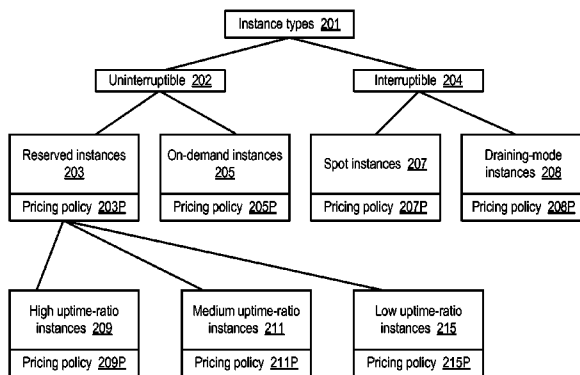 Instance types 201
Uninterruptible 202
Interruptible 204
Reserved instances
203
Pricing policy 203P
On-demand instances
205
Pricing policy 205P
Spot instances 207
Pricing policy 207P
Draining-mode
instances 208
Pricing policy 208P
High uptime-ratio
instances 209
Pricing policy 209P
Medium uptime-ratio
instances 211
Pricing policy 211P
Low uptime-ratio
instances 215
Pricing policy 215P